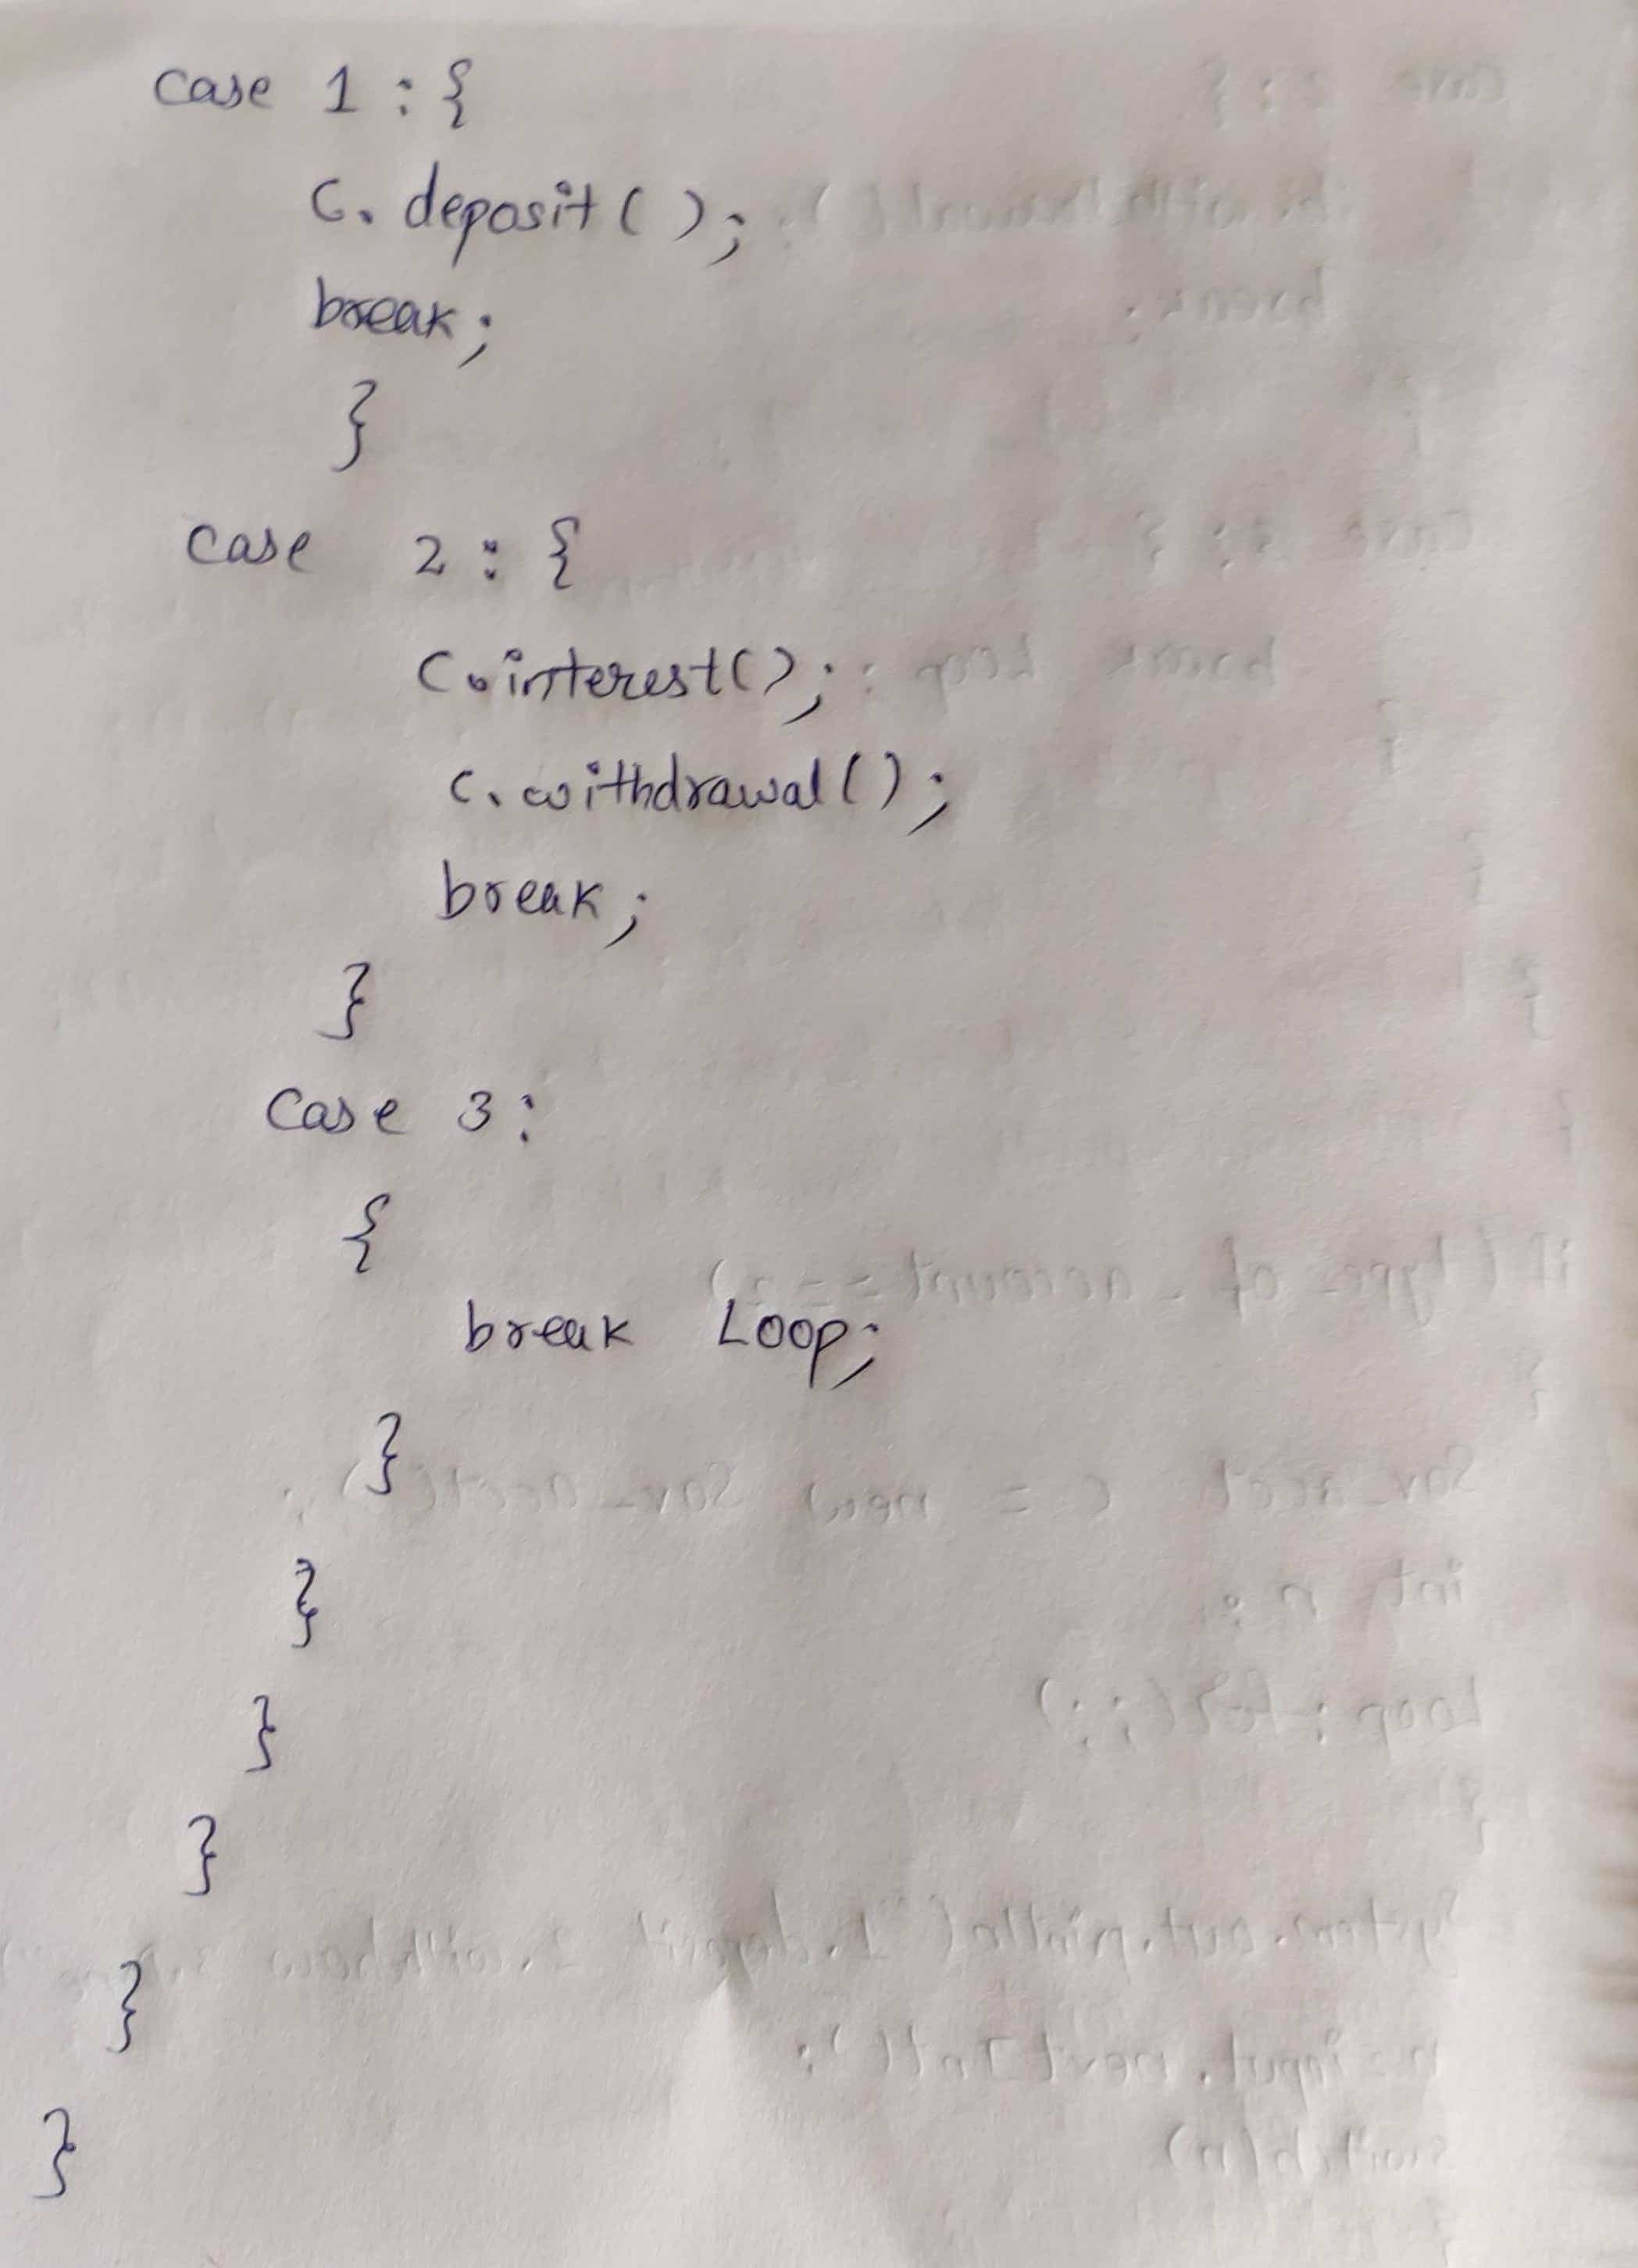 case 1 : {
c. deposit ( ) ;
break ;
}
case 2 : {
c.interest( ) ;
c. withdrawal ( ) ;
break ;
}
Case 3 :
{
break Loop;
}
}
}
}
}
}